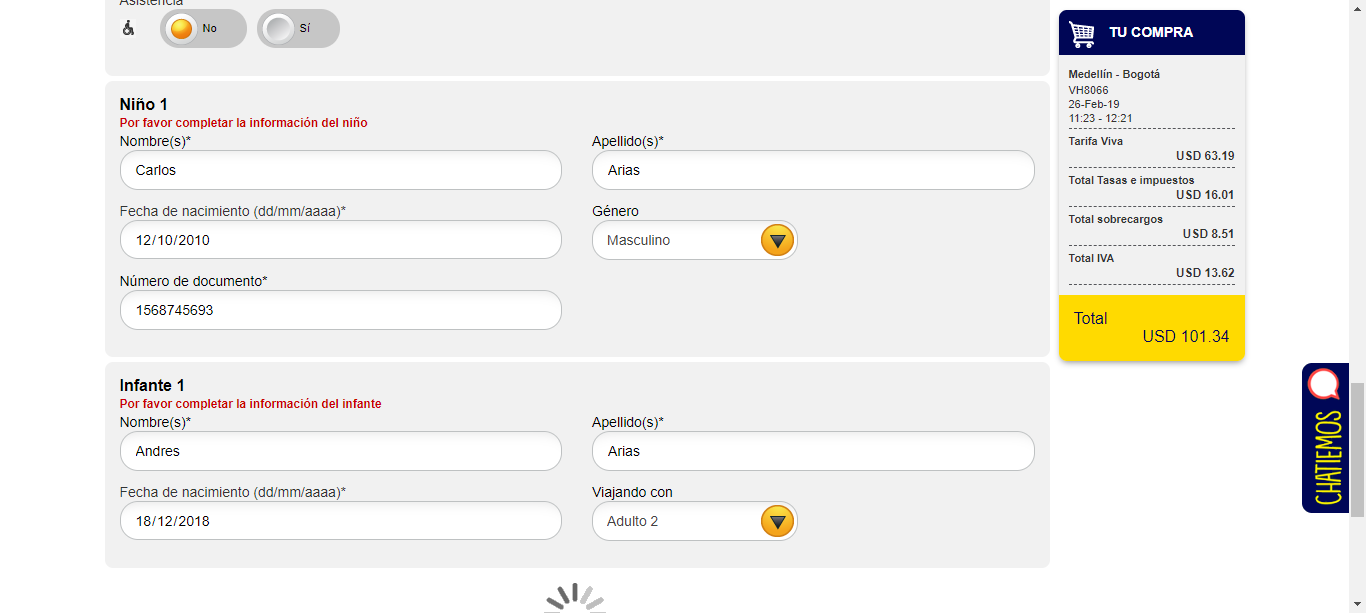 Asistencia
No
Sí
Niño 1
Por favor completar la información del niño
Nombre(s)*
Apellido(s)*
Carlos
Arias
Fecha de nacimiento (dd/mm/aaaa)*
Género
12/10/2010
Masculino
Número de documento*
1568745693
Infante 1
Por favor completar la información del infante
Nombre(s)*
Apellido(s)*
Andres
Arias
Fecha de nacimiento (dd/mm/aaaa)*
Viajando con
18/12/2018
Adulto 2
TU COMPRA
Medellín - Bogotá
VH8066
26-Feb-19
11:23 - 12:21
Tarifa Viva
USD 63.19
Total Tasas e impuestos
USD 16.01
Total sobrecargos
USD 8.51
Total IVA
USD 13.62
Total
USD 101.34
CHATIEMOS